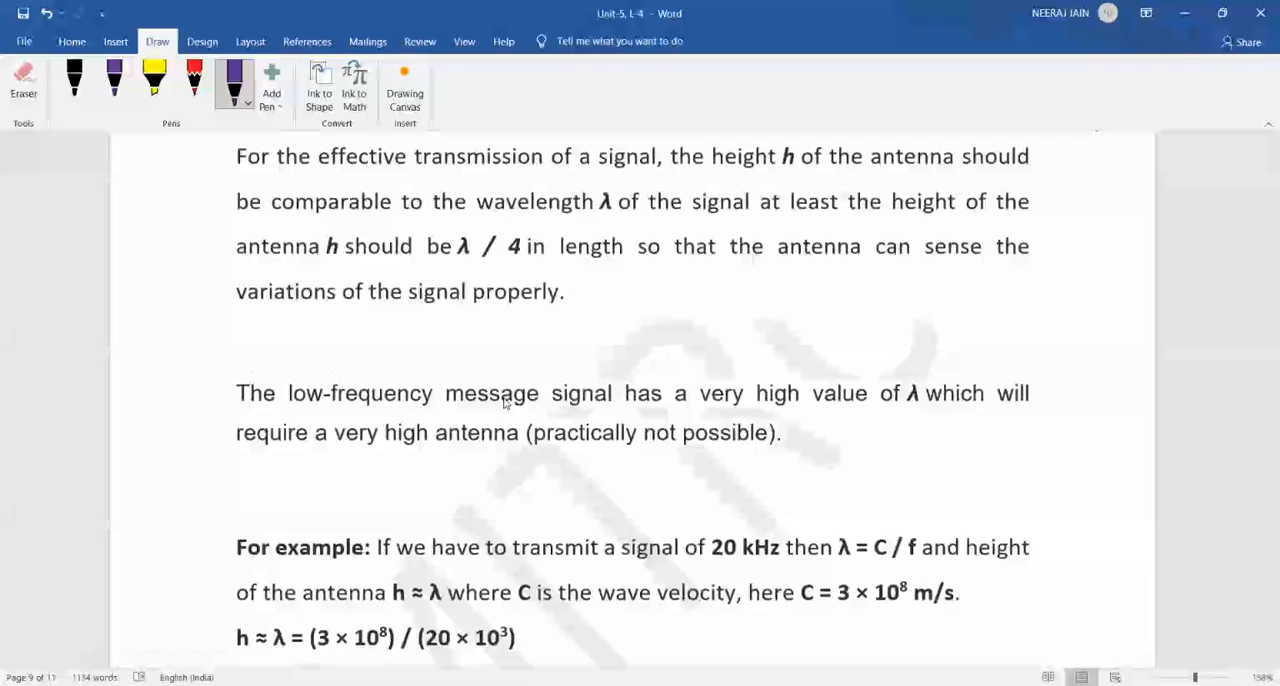 Unit-5, L-4 - Word
NEERAJ JAIN
File Home Insert Draw Design Layout References Mailings Review View Help Tell me what you want to do
Share
Eraser
Add Pen
Ink to Shape
Ink to Math
Drawing Canvas
Tools
Pens
Convert
Insert
For the effective transmission of a signal, the height h of the antenna should
be comparable to the wavelength λ of the signal at least the height of the
antenna h should be λ / 4 in length so that the antenna can sense the
variations of the signal properly.
The low-frequency message signal has a very high value of λ which will
require a very high antenna (practically not possible).
For example: If we have to transmit a signal of 20 kHz then λ = C / f and height
of the antenna h ≈ λ where C is the wave velocity, here C = 3 × 10⁸ m/s.
h ≈ λ = (3 × 10⁸) / (20 × 10³)
Page 9 of 11 1134 words English (India)
158%